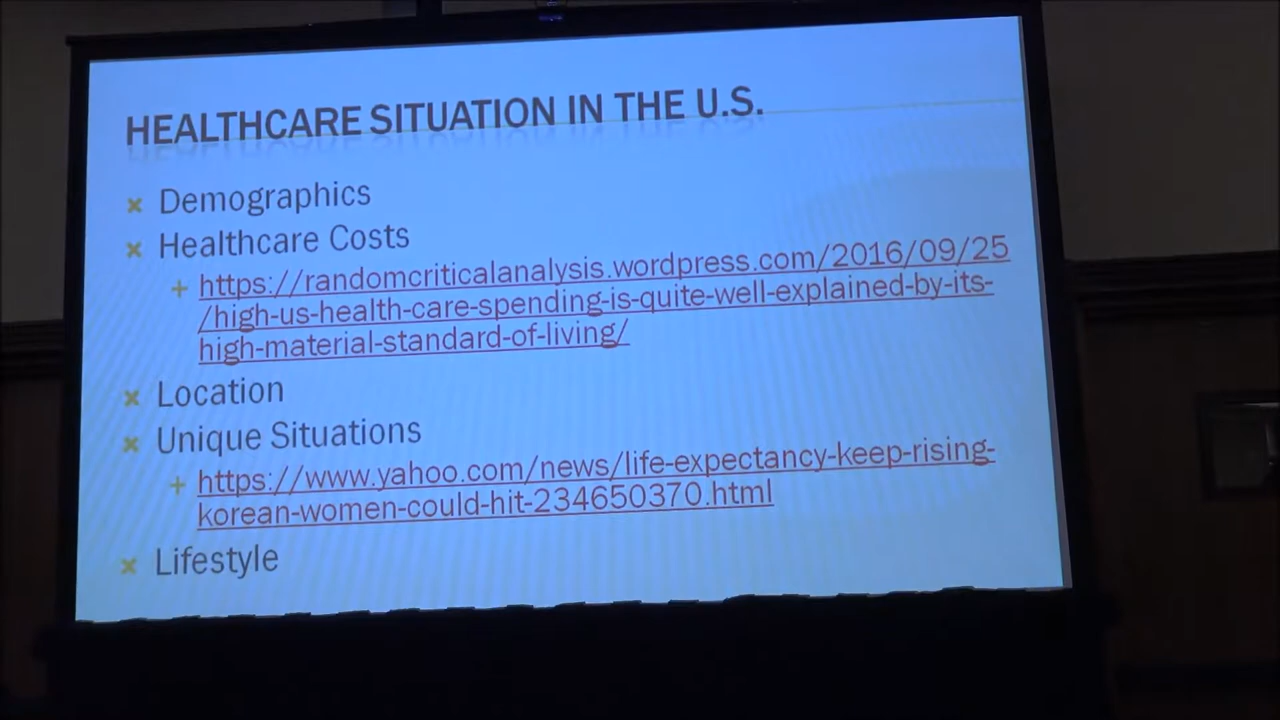 HEALTHCARE SITUATION IN THE U.S.
Demographics
Healthcare Costs
https://randomcriticalanalysis.wordpress.com/2016/09/25
/high-us-health-care-spending-is-quite-well-explained-by-its-
high-material-standard-of-living/
Location
Unique Situations
https://www.yahoo.com/news/life-expectancy-keep-rising-
korean-women-could-hit-234650370.html
Lifestyle